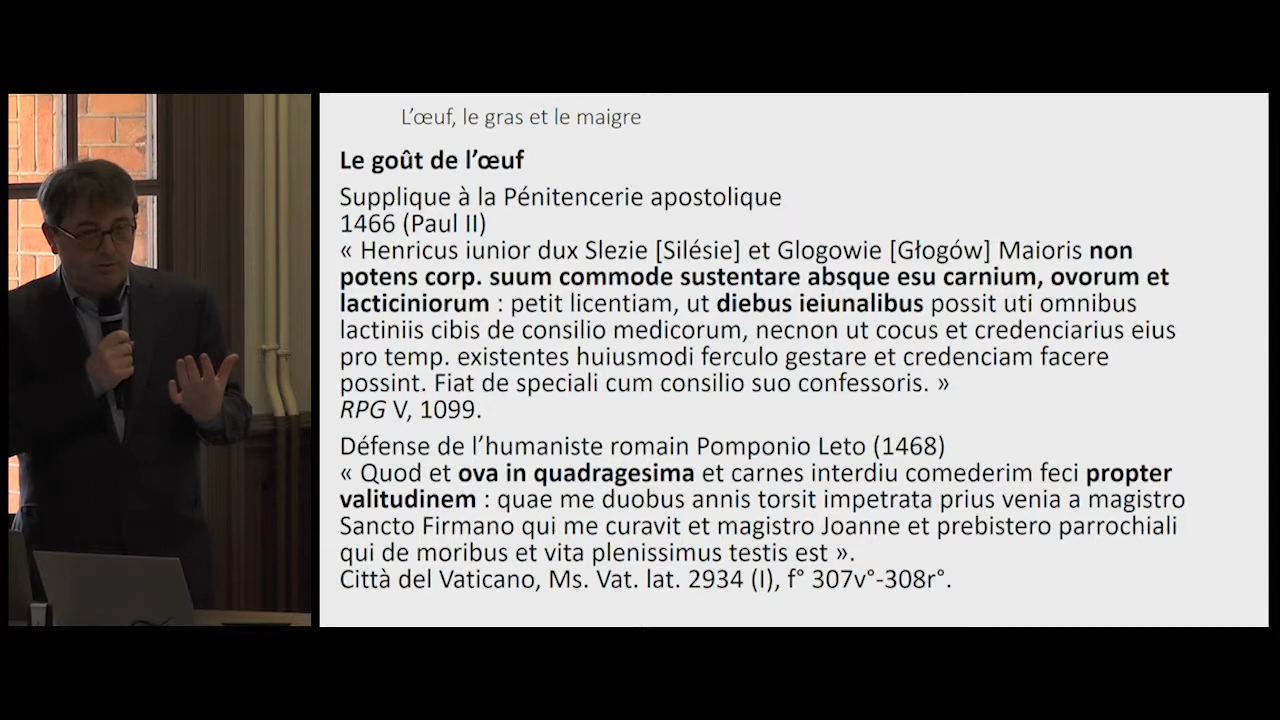 L’œuf, le gras et le maigre
Le goût de l’œuf
Supplique à la Pénitencerie apostolique
1466 (Paul II)
« Henricus iunior dux Slezie [Silésie] et Glogowie [Głogów] Maioris non
potens corp. suum commode sustentare absque esu carnium, ovorum et
lacticiniorum : petit licentiam, ut diebus ieiunalibus possit uti omnibus
lactiniis cibis de consilio medicorum, necnon ut cocus et credenciarius eius
pro temp. existentes huiusmodi ferculo gestare et credenciam facere
possint. Fiat de speciali cum consilio suo confessoris. »
RPG V, 1099.
Défense de l’humaniste romain Pomponio Leto (1468)
« Quod et ova in quadragesima et carnes interdiu comederim feci propter
valitudinem : quae me duobus annis torsit impetrata prius venia a magistro
Sancto Firmano qui me curavit et magistro Joanne et prebistero parrochiali
qui de moribus et vita plenissimus testis est ».
Città del Vaticano, Ms. Vat. lat. 2934 (I), f° 307v°-308r°.